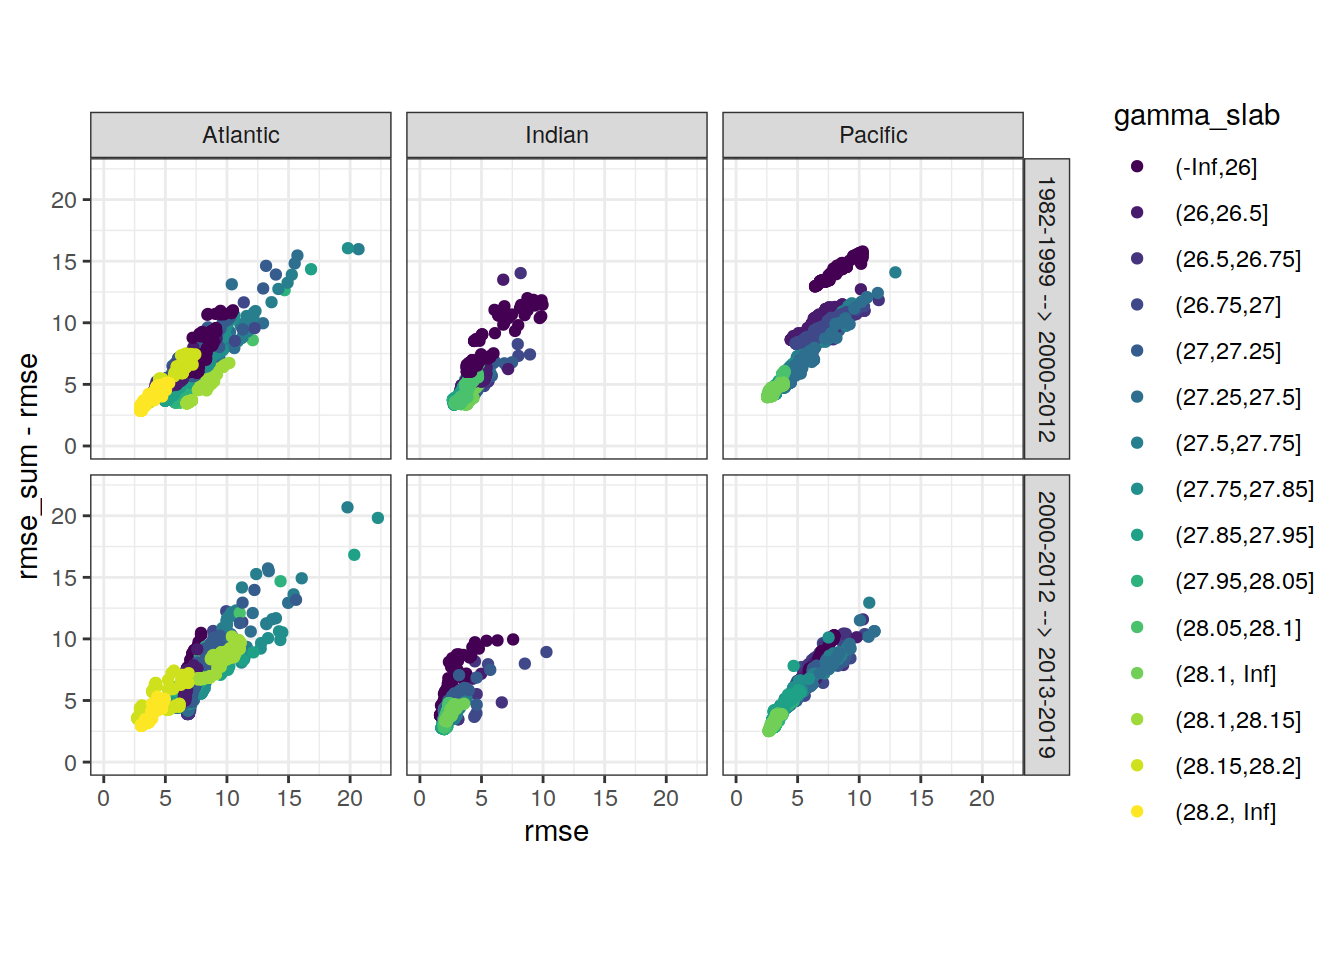 Atlantic
Indian
Pacific
20
15
10
5
0
1982-1999 --> 2000-2012
20
15
10
5
0
2000-2012 --> 2013-2019
rmse_sum - rmse
0 5 10 15 20
0 5 10 15 20
0 5 10 15 20
rmse
gamma_slab
(-Inf,26]
(26,26.5]
(26.5,26.75]
(26.75,27]
(27,27.25]
(27.25,27.5]
(27.5,27.75]
(27.75,27.85]
(27.85,27.95]
(27.95,28.05]
(28.05,28.1]
(28.1, Inf]
(28.1,28.15]
(28.15,28.2]
(28.2, Inf]